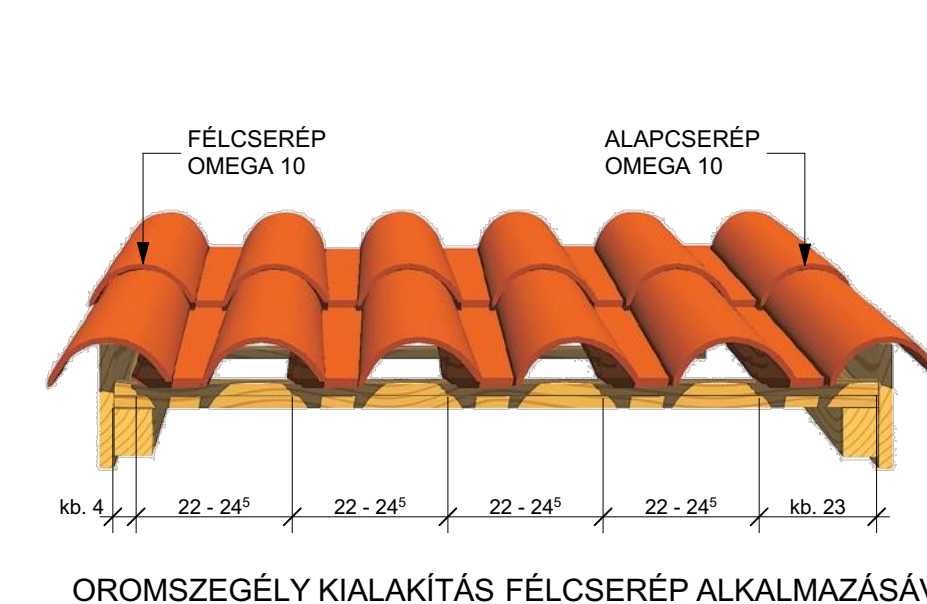 FÉLCSERÉP
OMEGA 10
ALAPCSERÉP
OMEGA 10
kb. 4
22 - 24⁵
22 - 24⁵
22 - 24⁵
22 - 24⁵
kb. 23
OROMSZEGÉLY KIALAKÍTÁS FÉLCSERÉP